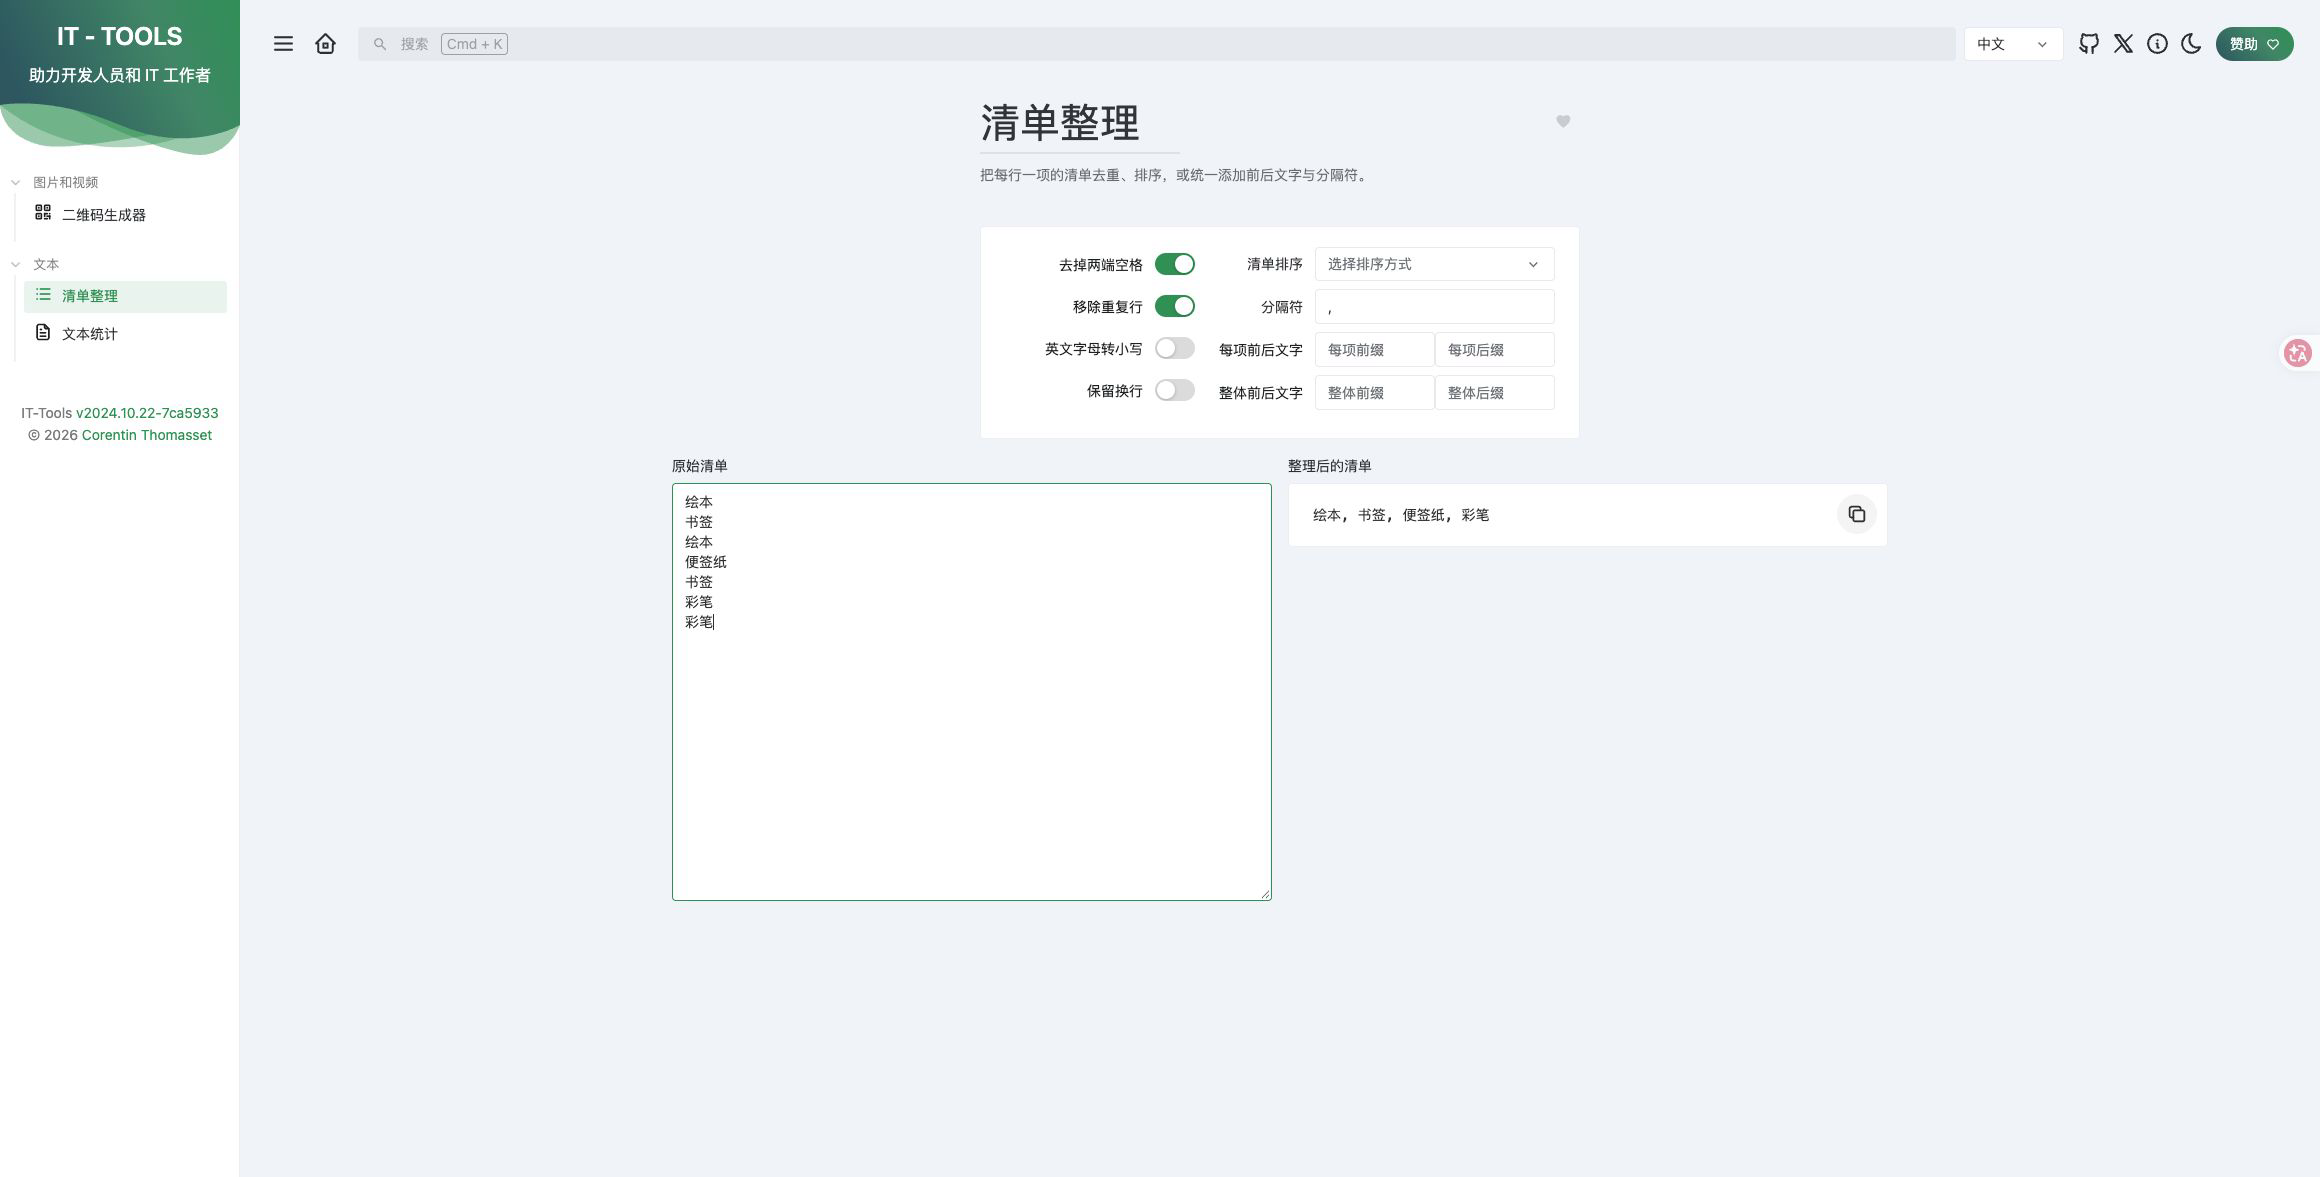 IT - TOOLS
助力开发人员和 IT 工作者
图片和视频
二维码生成器
文本
清单整理
文本统计
IT-Tools v2024.10.22-7ca5933
© 2026 Corentin Thomasset
搜索 Cmd + K
中文
赞助
清单整理
把每行一项的清单去重、排序，或统一添加前后文字与分隔符。
去掉两端空格
清单排序 选择排序方式
移除重复行
分隔符 ,
英文字母转小写
每项前后文字 每项前缀 每项后缀
保留换行
整体前后文字 整体前缀 整体后缀
原始清单
绘本
书签
绘本
便签纸
书签
彩笔
彩笔
整理后的清单
绘本, 书签, 便签纸, 彩笔